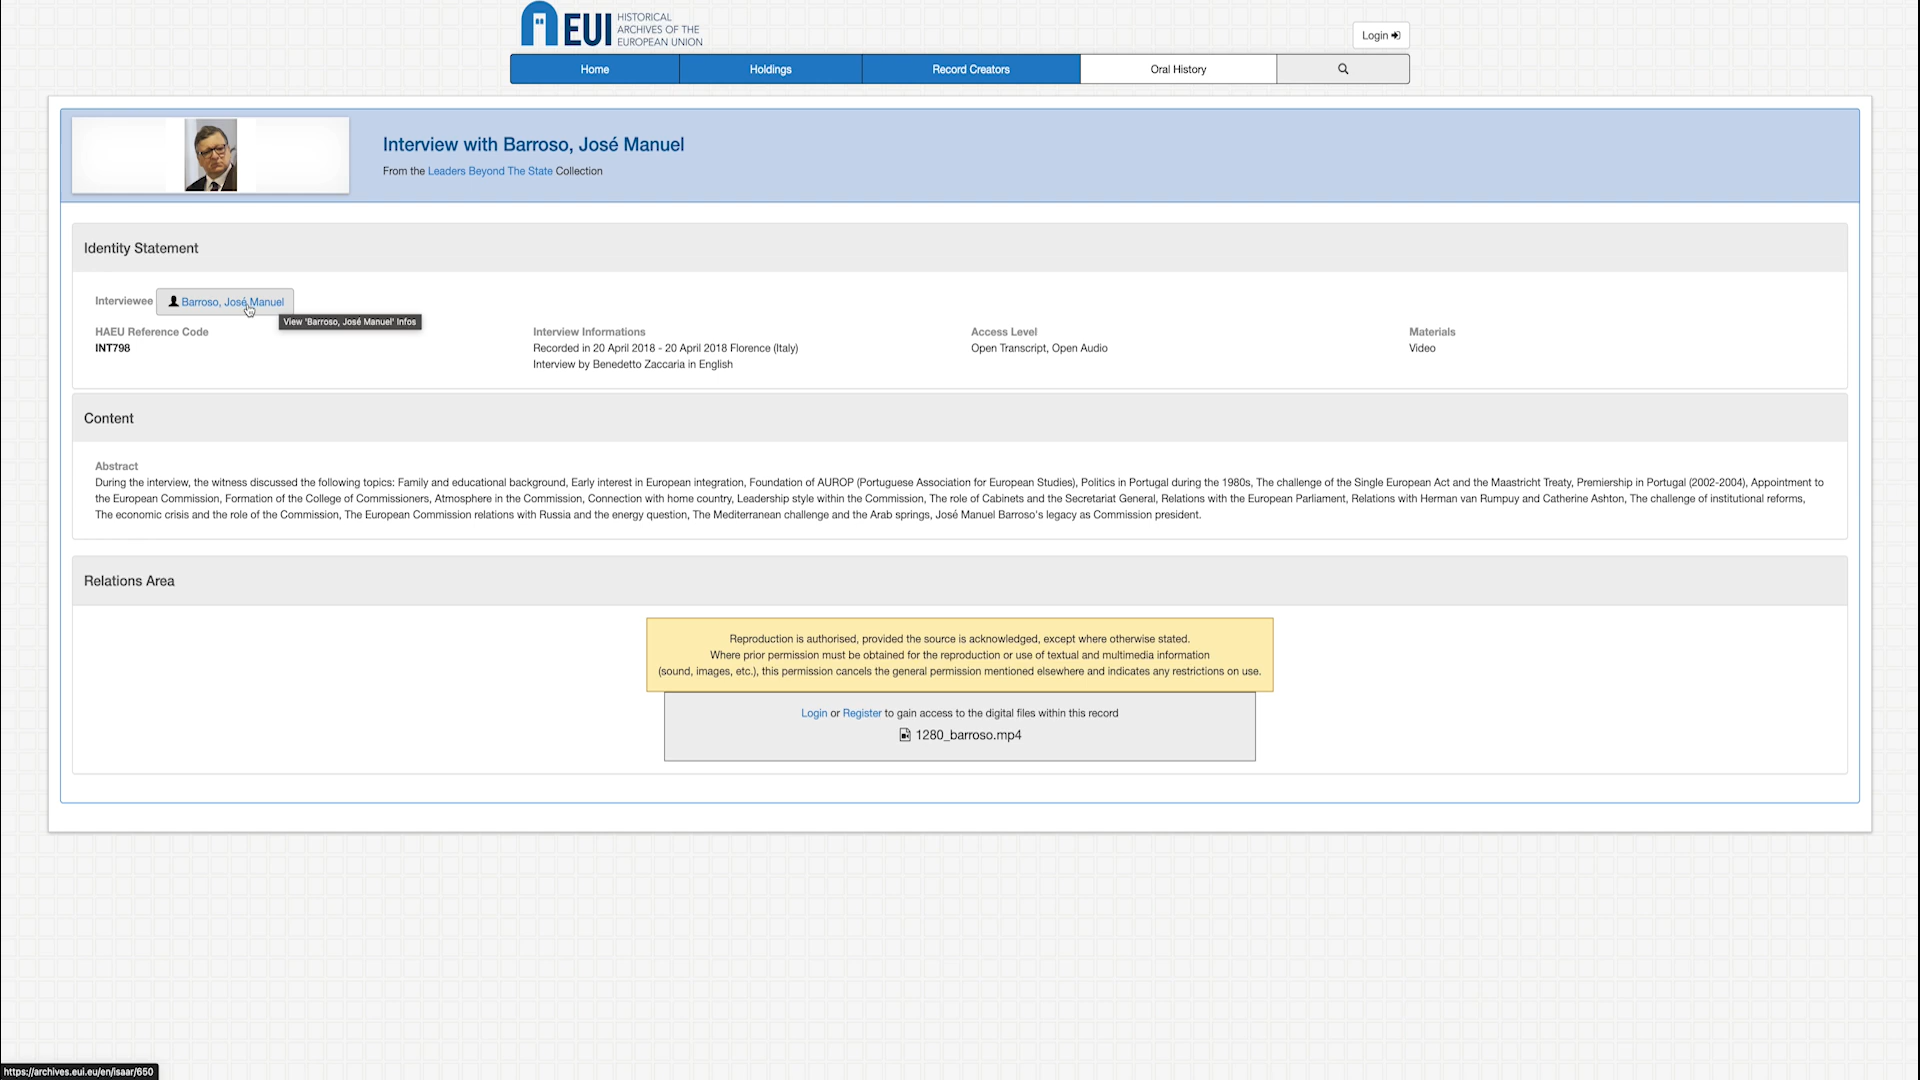 EUI
HISTORICAL
ARCHIVES OF THE
EUROPEAN UNION
Login
Home
Holdings
Record Creators
Oral History
Interview with Barroso, José Manuel
From the Leaders Beyond The State Collection
Identity Statement
Interviewee Barroso, José Manuel
View 'Barroso, José Manuel' Infos
HAEU Reference Code
INT798
Interview Informations
Recorded in 20 April 2018 - 20 April 2018 Florence (Italy)
Interview by Benedetto Zaccaria in English
Access Level
Open Transcript, Open Audio
Materials
Video
Content
Abstract
During the interview, the witness discussed the following topics: Family and educational background, Early interest in European integration, Foundation of AUROP (Portuguese Association for European Studies), Politics in Portugal during the 1980s, The challenge of the Single European Act and the Maastricht Treaty, Premiership in Portugal (2002-2004), Appointment to
the European Commission, Formation of the College of Commissioners, Atmosphere in the Commission, Connection with home country, Leadership style within the Commission, The role of Cabinets and the Secretariat General, Relations with the European Parliament, Relations with Herman van Rumpuy and Catherine Ashton, The challenge of institutional reforms,
The economic crisis and the role of the Commission, The European Commission relations with Russia and the energy question, The Mediterranean challenge and the Arab springs, José Manuel Barroso's legacy as Commission president.
Relations Area
Reproduction is authorised, provided the source is acknowledged, except where otherwise stated.
Where prior permission must be obtained for the reproduction or use of textual and multimedia information
(sound, images, etc.), this permission cancels the general permission mentioned elsewhere and indicates any restrictions on use.
Login or Register to gain access to the digital files within this record
1280_barroso.mp4
https://archives.eui.eu/en/isaar/650